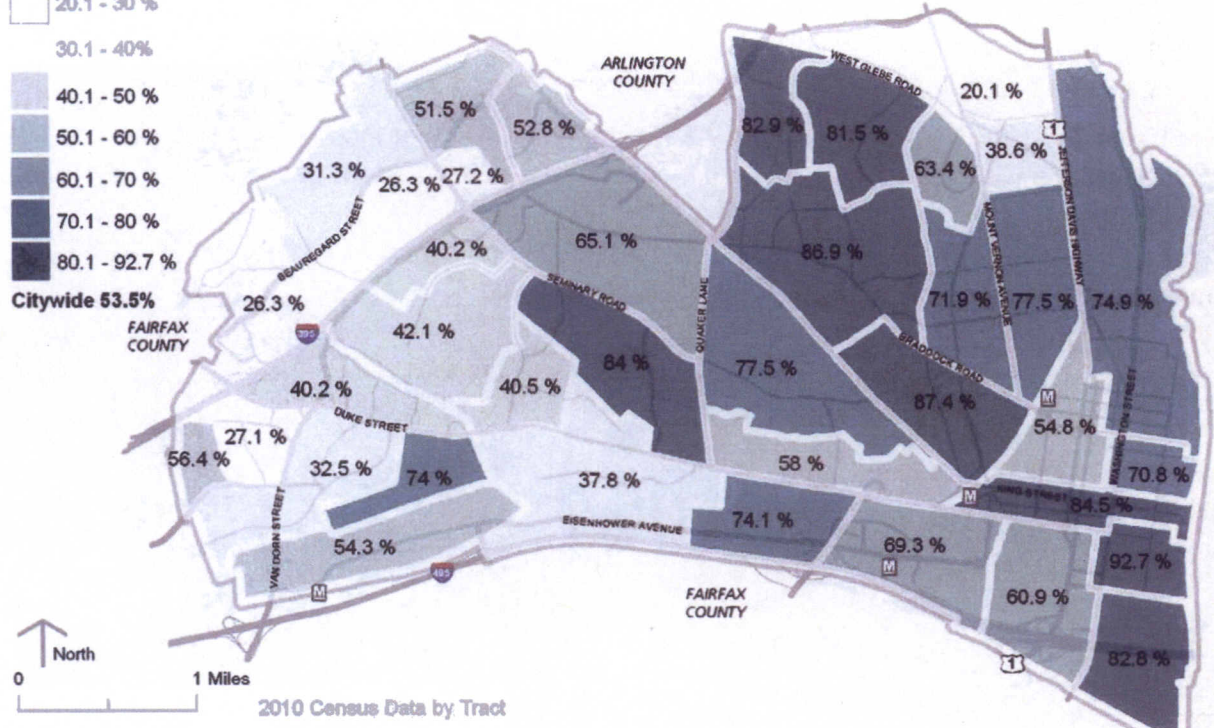 20.1 - 30 %
30.1 - 40%
40.1 - 50 %
50.1 - 60 %
60.1 - 70 %
70.1 - 80 %
80.1 - 92.7 %
Citywide 53.5%
FAIRFAX
COUNTY
ARLINGTON
COUNTY
WEST GLEBE ROAD
20.1 %
1
51.5 %
52.8 %
82.9 %
81.5 %
63.4 %
38.6 %
31.3 %
26.3 %
27.2 %
BEAUREGARD STREET
40.2 %
65.1 %
86.9 %
MOUNT VERNON AVENUE
JEFFERSON DAVIS HIGHWAY
SEMINARY ROAD
QUAKER LANE
26.3 %
395
42.1 %
71.9 %
77.5 %
74.9 %
84 %
77.5 %
BRADDOCK ROAD
40.2 %
40.5 %
87.4 %
M
DUKE STREET
WASHINGTON STREET
27.1 %
54.8 %
56.4 %
32.5 %
74 %
37.8 %
58 %
70.8 %
M
KING STREET
84.5 %
VAN DORN STREET
EISENHOWER AVENUE
74.1 %
54.3 %
69.3 %
M
92.7 %
495
M
60.9 %
FAIRFAX
COUNTY
82.8 %
1
North
0
1 Miles
2010 Census Data by Tract